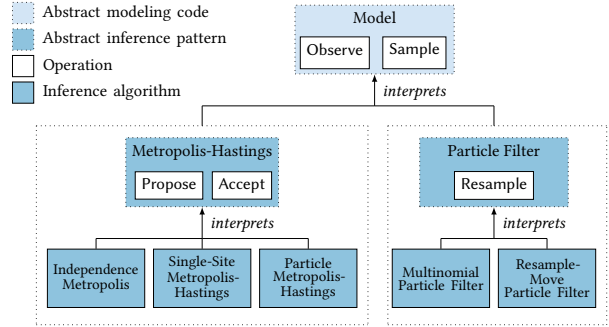 Abstract modeling code
Abstract inference pattern
Operation
Inference algorithm
Model
Observe
Sample
interprets
Metropolis-Hastings
Propose
Accept
interprets
Independence
Metropolis
Single-Site
Metropolis-
Hastings
Particle
Metropolis-
Hastings
Particle Filter
Resample
interprets
Multinomial
Particle Filter
Resample-
Move
Particle Filter